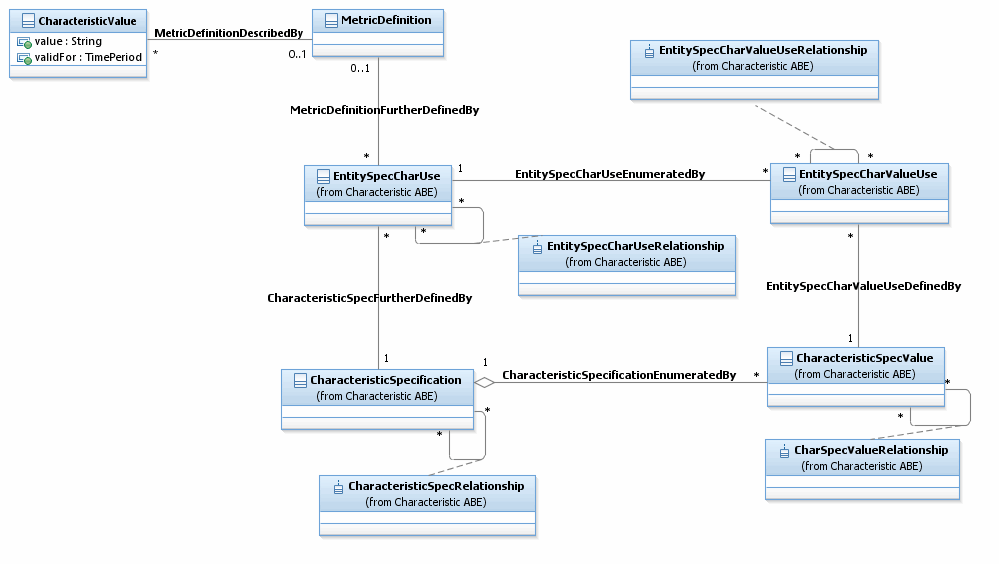 CharacteristicValue
value : String
validFor : TimePeriod
MetricDefinitionDescribedBy
*
0..1
MetricDefinition
0..1
MetricDefinitionFurtherDefinedBy
*
EntitySpecCharValueUseRelationship
(from Characteristic ABE)
EntitySpecCharUse
(from Characteristic ABE)
1
EntitySpecCharUseEnumeratedBy
*
*
*
EntitySpecCharValueUse
(from Characteristic ABE)
*
*
*
EntitySpecCharUseRelationship
(from Characteristic ABE)
*
CharacteristicSpecFurtherDefinedBy
1
EntitySpecCharValueUseDefinedBy
1
CharacteristicSpecification
(from Characteristic ABE)
1
CharacteristicSpecificationEnumeratedBy
*
CharacteristicSpecValue
(from Characteristic ABE)
*
*
*
*
CharacteristicSpecRelationship
(from Characteristic ABE)
CharSpecValueRelationship
(from Characteristic ABE)